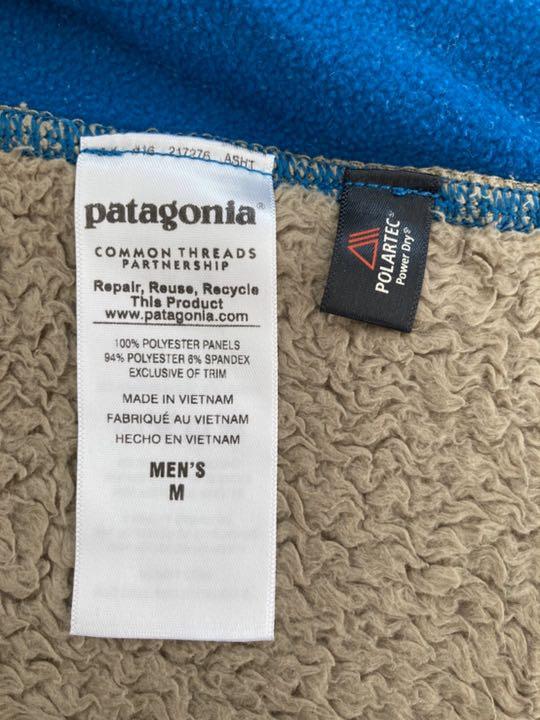 217276 ASHT
patagonia®
COMMON THREADS
PARTNERSHIP
Repair, Reuse, Recycle
This Product
www.patagonia.com
100% POLYESTER PANELS
94% POLYESTER 6% SPANDEX
EXCLUSIVE OF TRIM
MADE IN VIETNAM
FABRIQUÉ AU VIETNAM
HECHO EN VIETNAM
MEN'S
M
POLARTEC®
Power Dry®